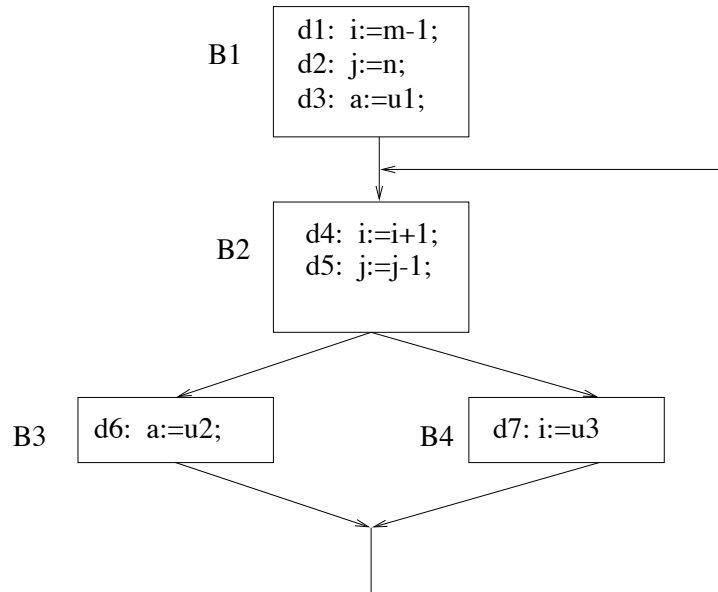 B1
d1: i:=m-1;
d2: j:=n;
d3: a:=u1;
B2
d4: i:=i+1;
d5: j:=j-1;
B3
d6: a:=u2;
B4
d7: i:=u3